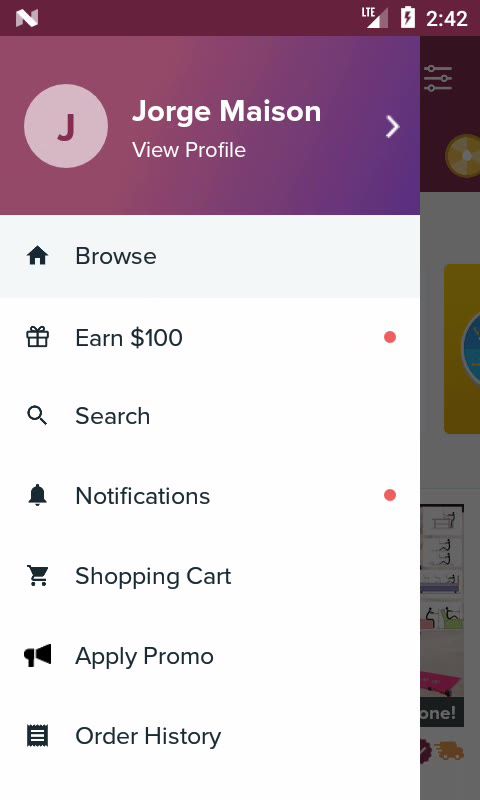 LTE 2:42
J
Jorge Maison
View Profile
Browse
Earn $100
Search
Notifications
Shopping Cart
Apply Promo
Order History
one!